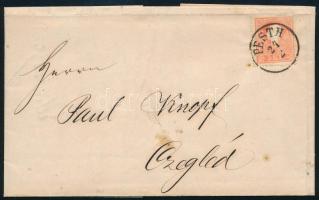 PESTH
Herrn
Paul Knopf
Czegléd